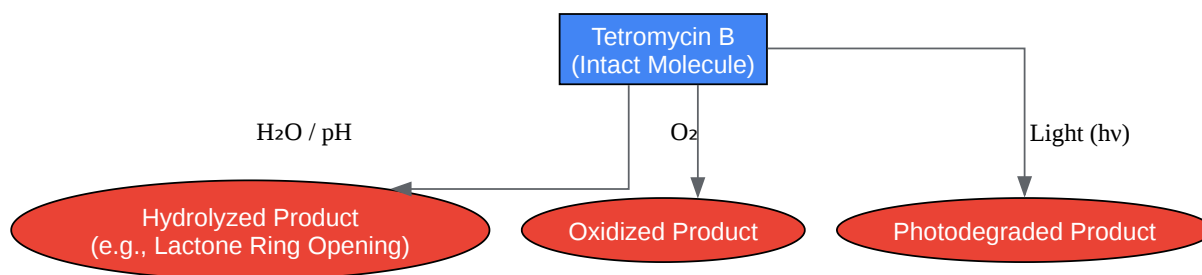 Tetromycin B
(Intact Molecule)
H₂O / pH
O₂
Light (hν)
Hydrolyzed Product
(e.g., Lactone Ring Opening)
Oxidized Product
Photodegraded Product